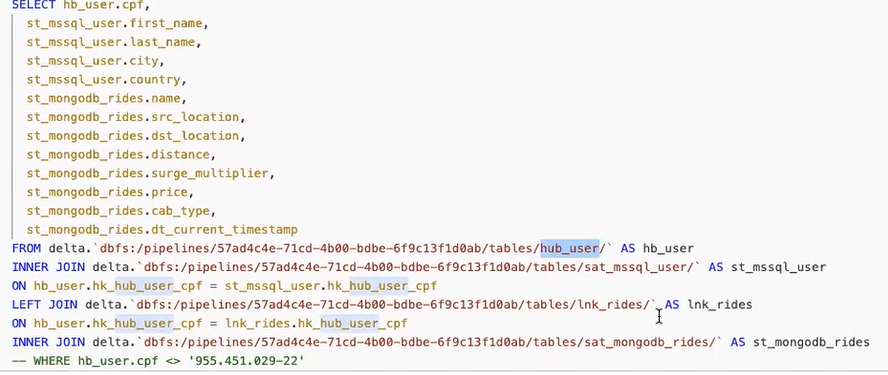 SELECT hb_user.cpf,
st_mssql_user.first_name,
st_mssql_user.last_name,
st_mssql_user.city,
st_mssql_user.country,
st_mongodb_rides.name,
st_mongodb_rides.src_location,
st_mongodb_rides.dst_location,
st_mongodb_rides.distance,
st_mongodb_rides.surge_multiplier,
st_mongodb_rides.price,
st_mongodb_rides.cab_type,
st_mongodb_rides.dt_current_timestamp
FROM delta.`dbfs:/pipelines/57ad4c4e-71cd-4b00-bdbe-6f9c13f1d0ab/tables/hub_user/` AS hb_user
INNER JOIN delta.`dbfs:/pipelines/57ad4c4e-71cd-4b00-bdbe-6f9c13f1d0ab/tables/sat_mssql_user/` AS st_mssql_user
ON hb_user.hk_hub_user_cpf = st_mssql_user.hk_hub_user_cpf
LEFT JOIN delta.`dbfs:/pipelines/57ad4c4e-71cd-4b00-bdbe-6f9c13f1d0ab/tables/lnk_rides/` AS lnk_rides
ON hb_user.hk_hub_user_cpf = lnk_rides.hk_hub_user_cpf
INNER JOIN delta.`dbfs:/pipelines/57ad4c4e-71cd-4b00-bdbe-6f9c13f1d0ab/tables/sat_mongodb_rides/` AS st_mongodb_rides
-- WHERE hb_user.cpf <> '955.451.029-22'